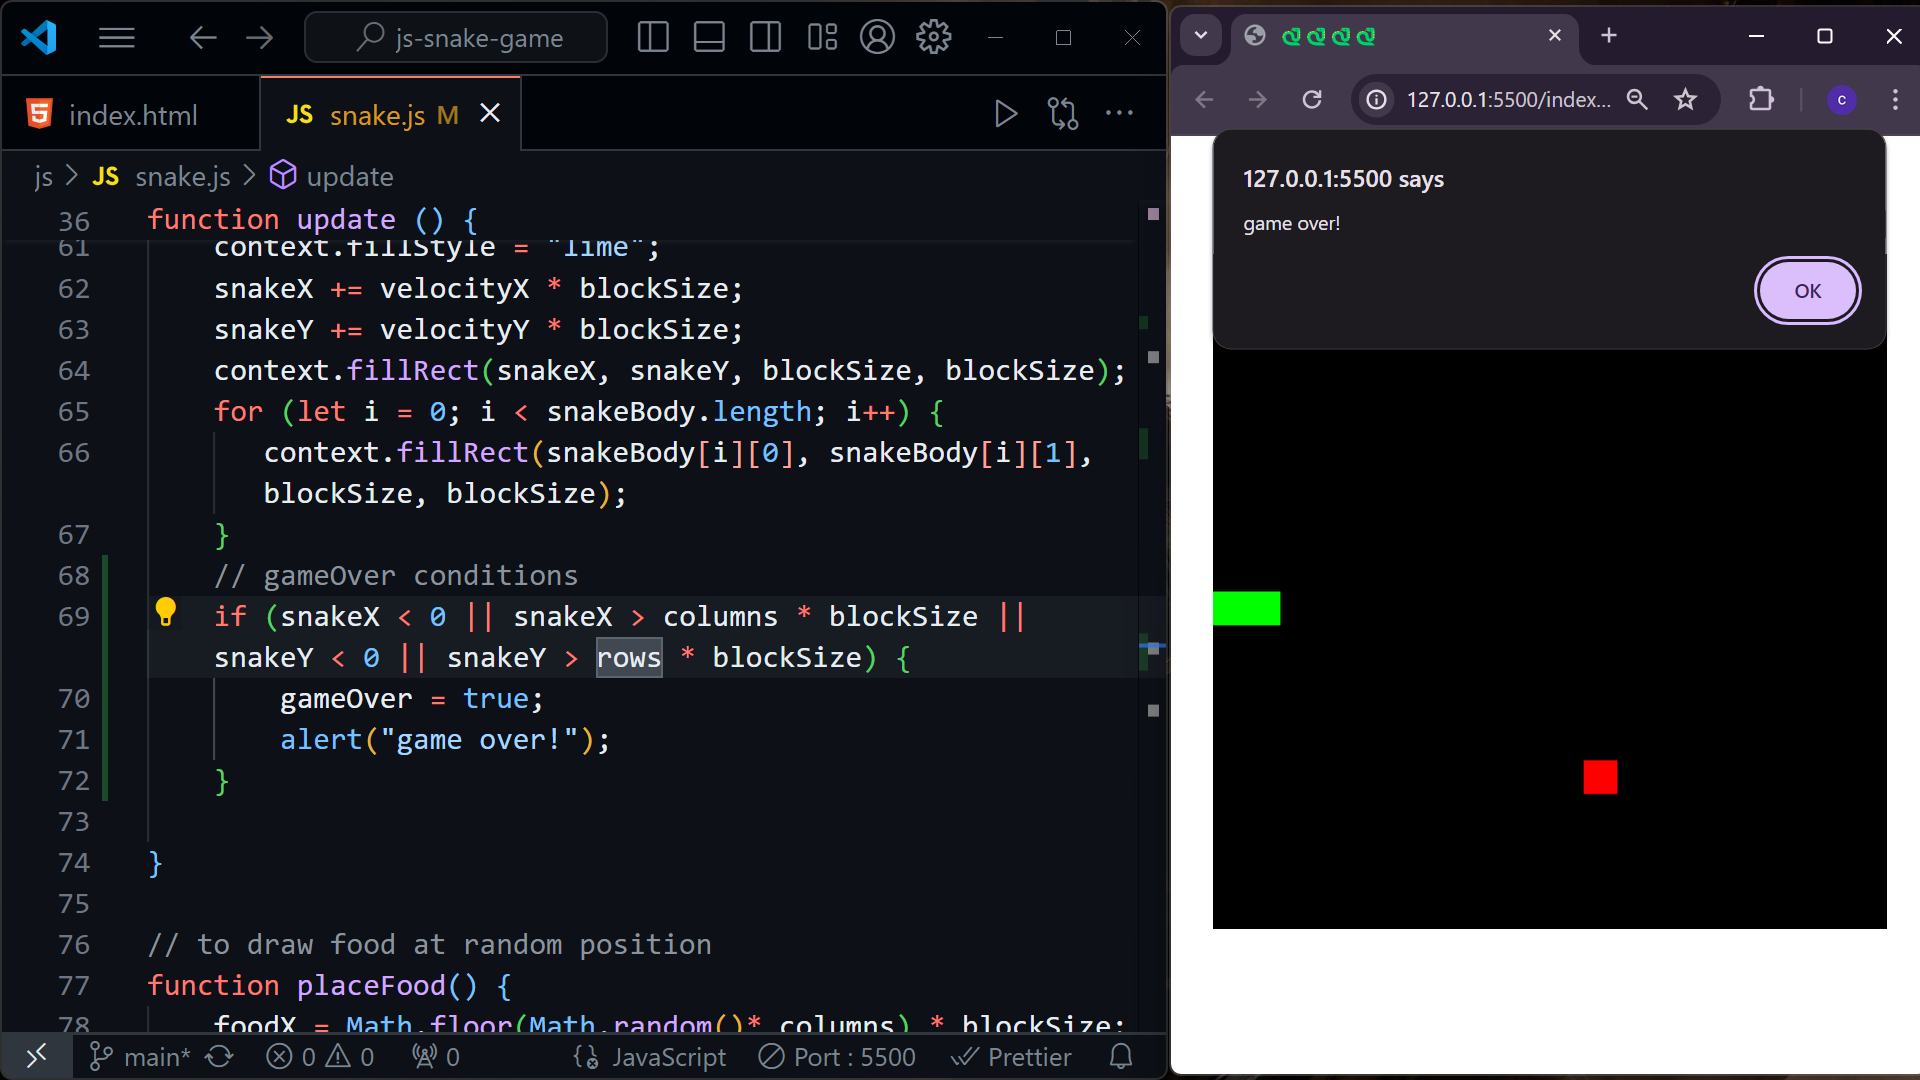 js-snake-game
index.html
JS snake.js M
js > JS snake.js > update
36 function update () {
61 context.fillStyle = "lime";
62 snakeX += velocityX * blockSize;
63 snakeY += velocityY * blockSize;
64 context.fillRect(snakeX, snakeY, blockSize, blockSize);
65 for (let i = 0; i < snakeBody.length; i++) {
66 context.fillRect(snakeBody[i][0], snakeBody[i][1],
blockSize, blockSize);
67 }
68 // gameOver conditions
69 if (snakeX < 0 || snakeX > columns * blockSize ||
snakeY < 0 || snakeY > rows * blockSize) {
70 gameOver = true;
71 alert("game over!");
72 }
73
74 }
75
76 // to draw food at random position
77 function placeFood() {
78 foodX = Math.floor(Math.random()* columns) * blockSize;
main* 0 0 0 JavaScript Port : 5500 Prettier
127.0.0.1:5500/index...
c
127.0.0.1:5500 says
game over!
OK